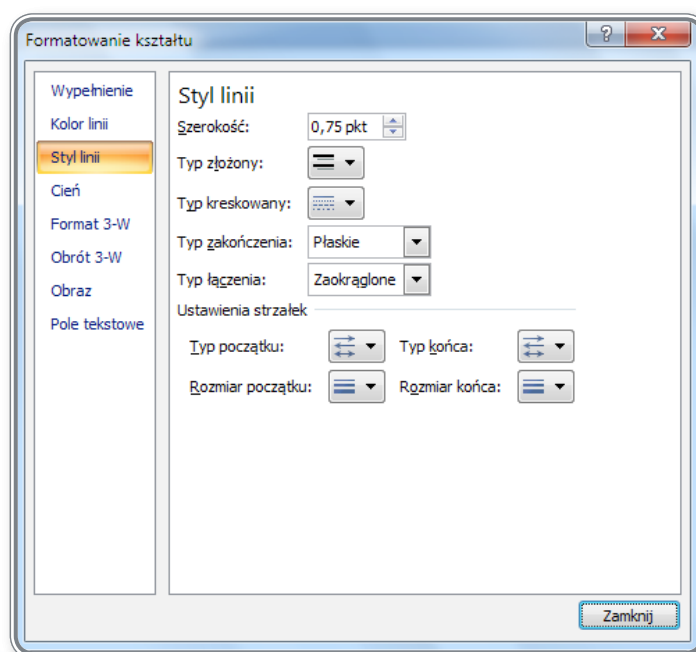 Formatowanie kształtu
?
Wypełnienie
Kolor linii
Styl linii
Cień
Format 3-W
Obrót 3-W
Obraz
Pole tekstowe
Styl linii
Szerokość: 0,75 pkt
Typ złożony:
Typ kreskowany:
Typ zakończenia: Płaskie
Typ łączenia: Zaokrąglone
Ustawienia strzałek
Typ początku: Typ końca:
Rozmiar początku: Rozmiar końca:
Zamknij